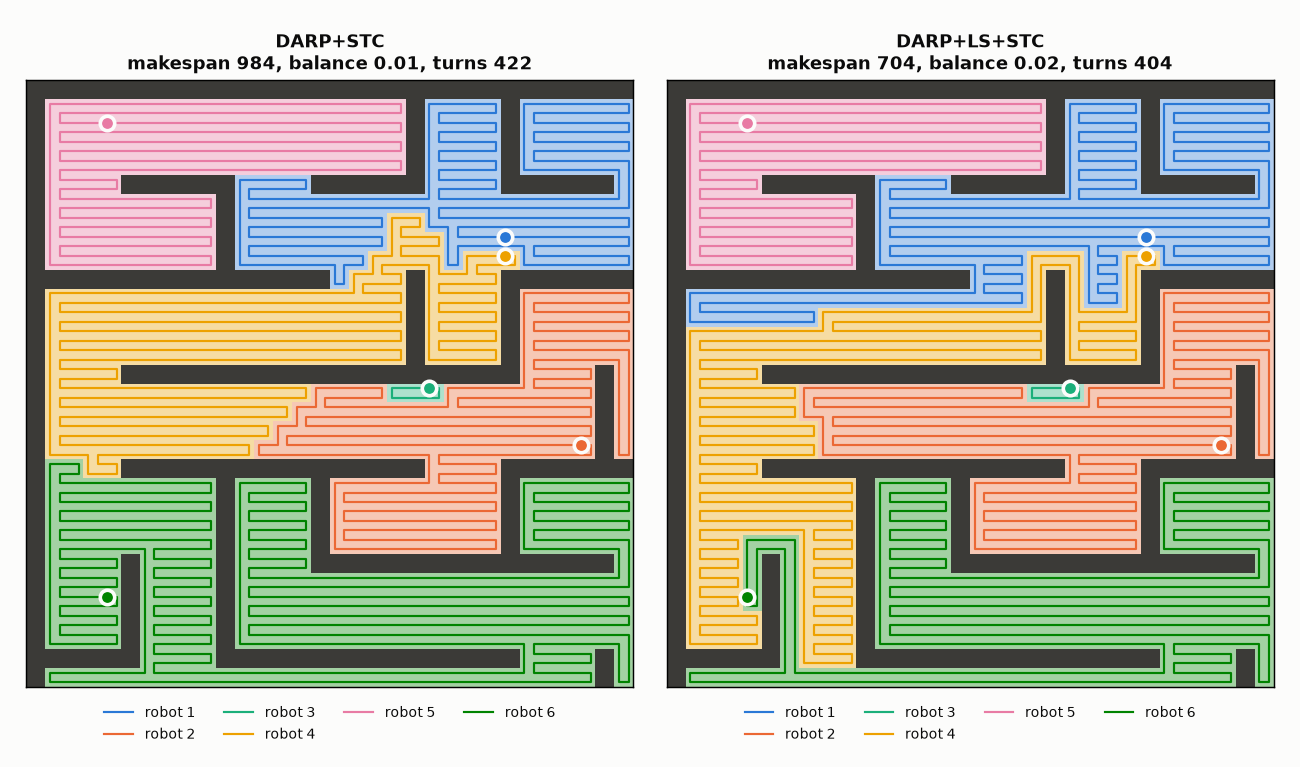 DARP+STC
makespan 984, balance 0.01, turns 422
DARP+LS+STC
makespan 704, balance 0.02, turns 404
robot 1 robot 3 robot 5 robot 6
robot 2 robot 4
robot 1 robot 3 robot 5 robot 6
robot 2 robot 4